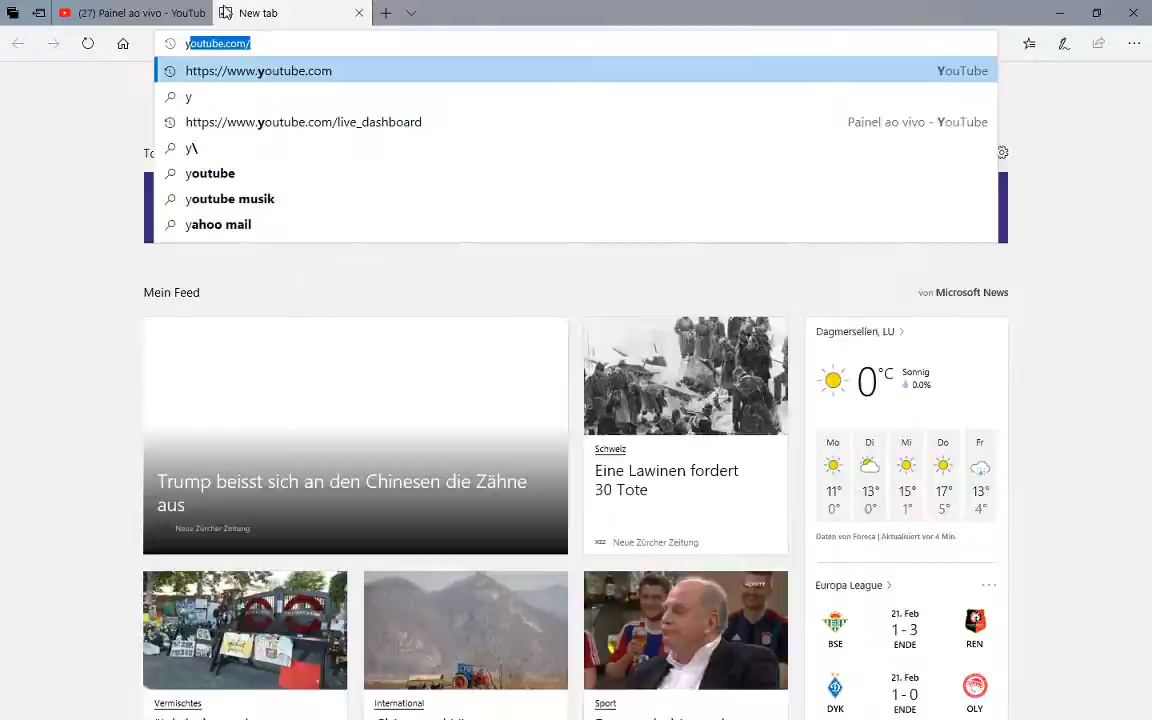 (27) Painel ao vivo - YouTub
New tab
youtube.com/
https://www.youtube.com
YouTube
y
https://www.youtube.com/live_dashboard
Painel ao vivo - YouTube
y\
youtube
youtube musik
yahoo mail
Mein Feed
von Microsoft News
Trump beisst sich an den Chinesen die Zähne
aus
Neue Zürcher Zeitung
Schweiz
Eine Lawinen fordert
30 Tote
NZZ Neue Zürcher Zeitung
Dagmersellen, LU >
0°C
Sonnig
0.0%
Mo Di Mi Do Fr
11° 13° 15° 17° 13°
0° 0° 1° 5° 4°
Daten von Foreca | Aktualisiert vor 4 Min.
Europa League >
21. Feb
1 - 3
BSE ENDE REN
21. Feb
1 - 0
DYK ENDE OLY
Vermischtes
International
Sport